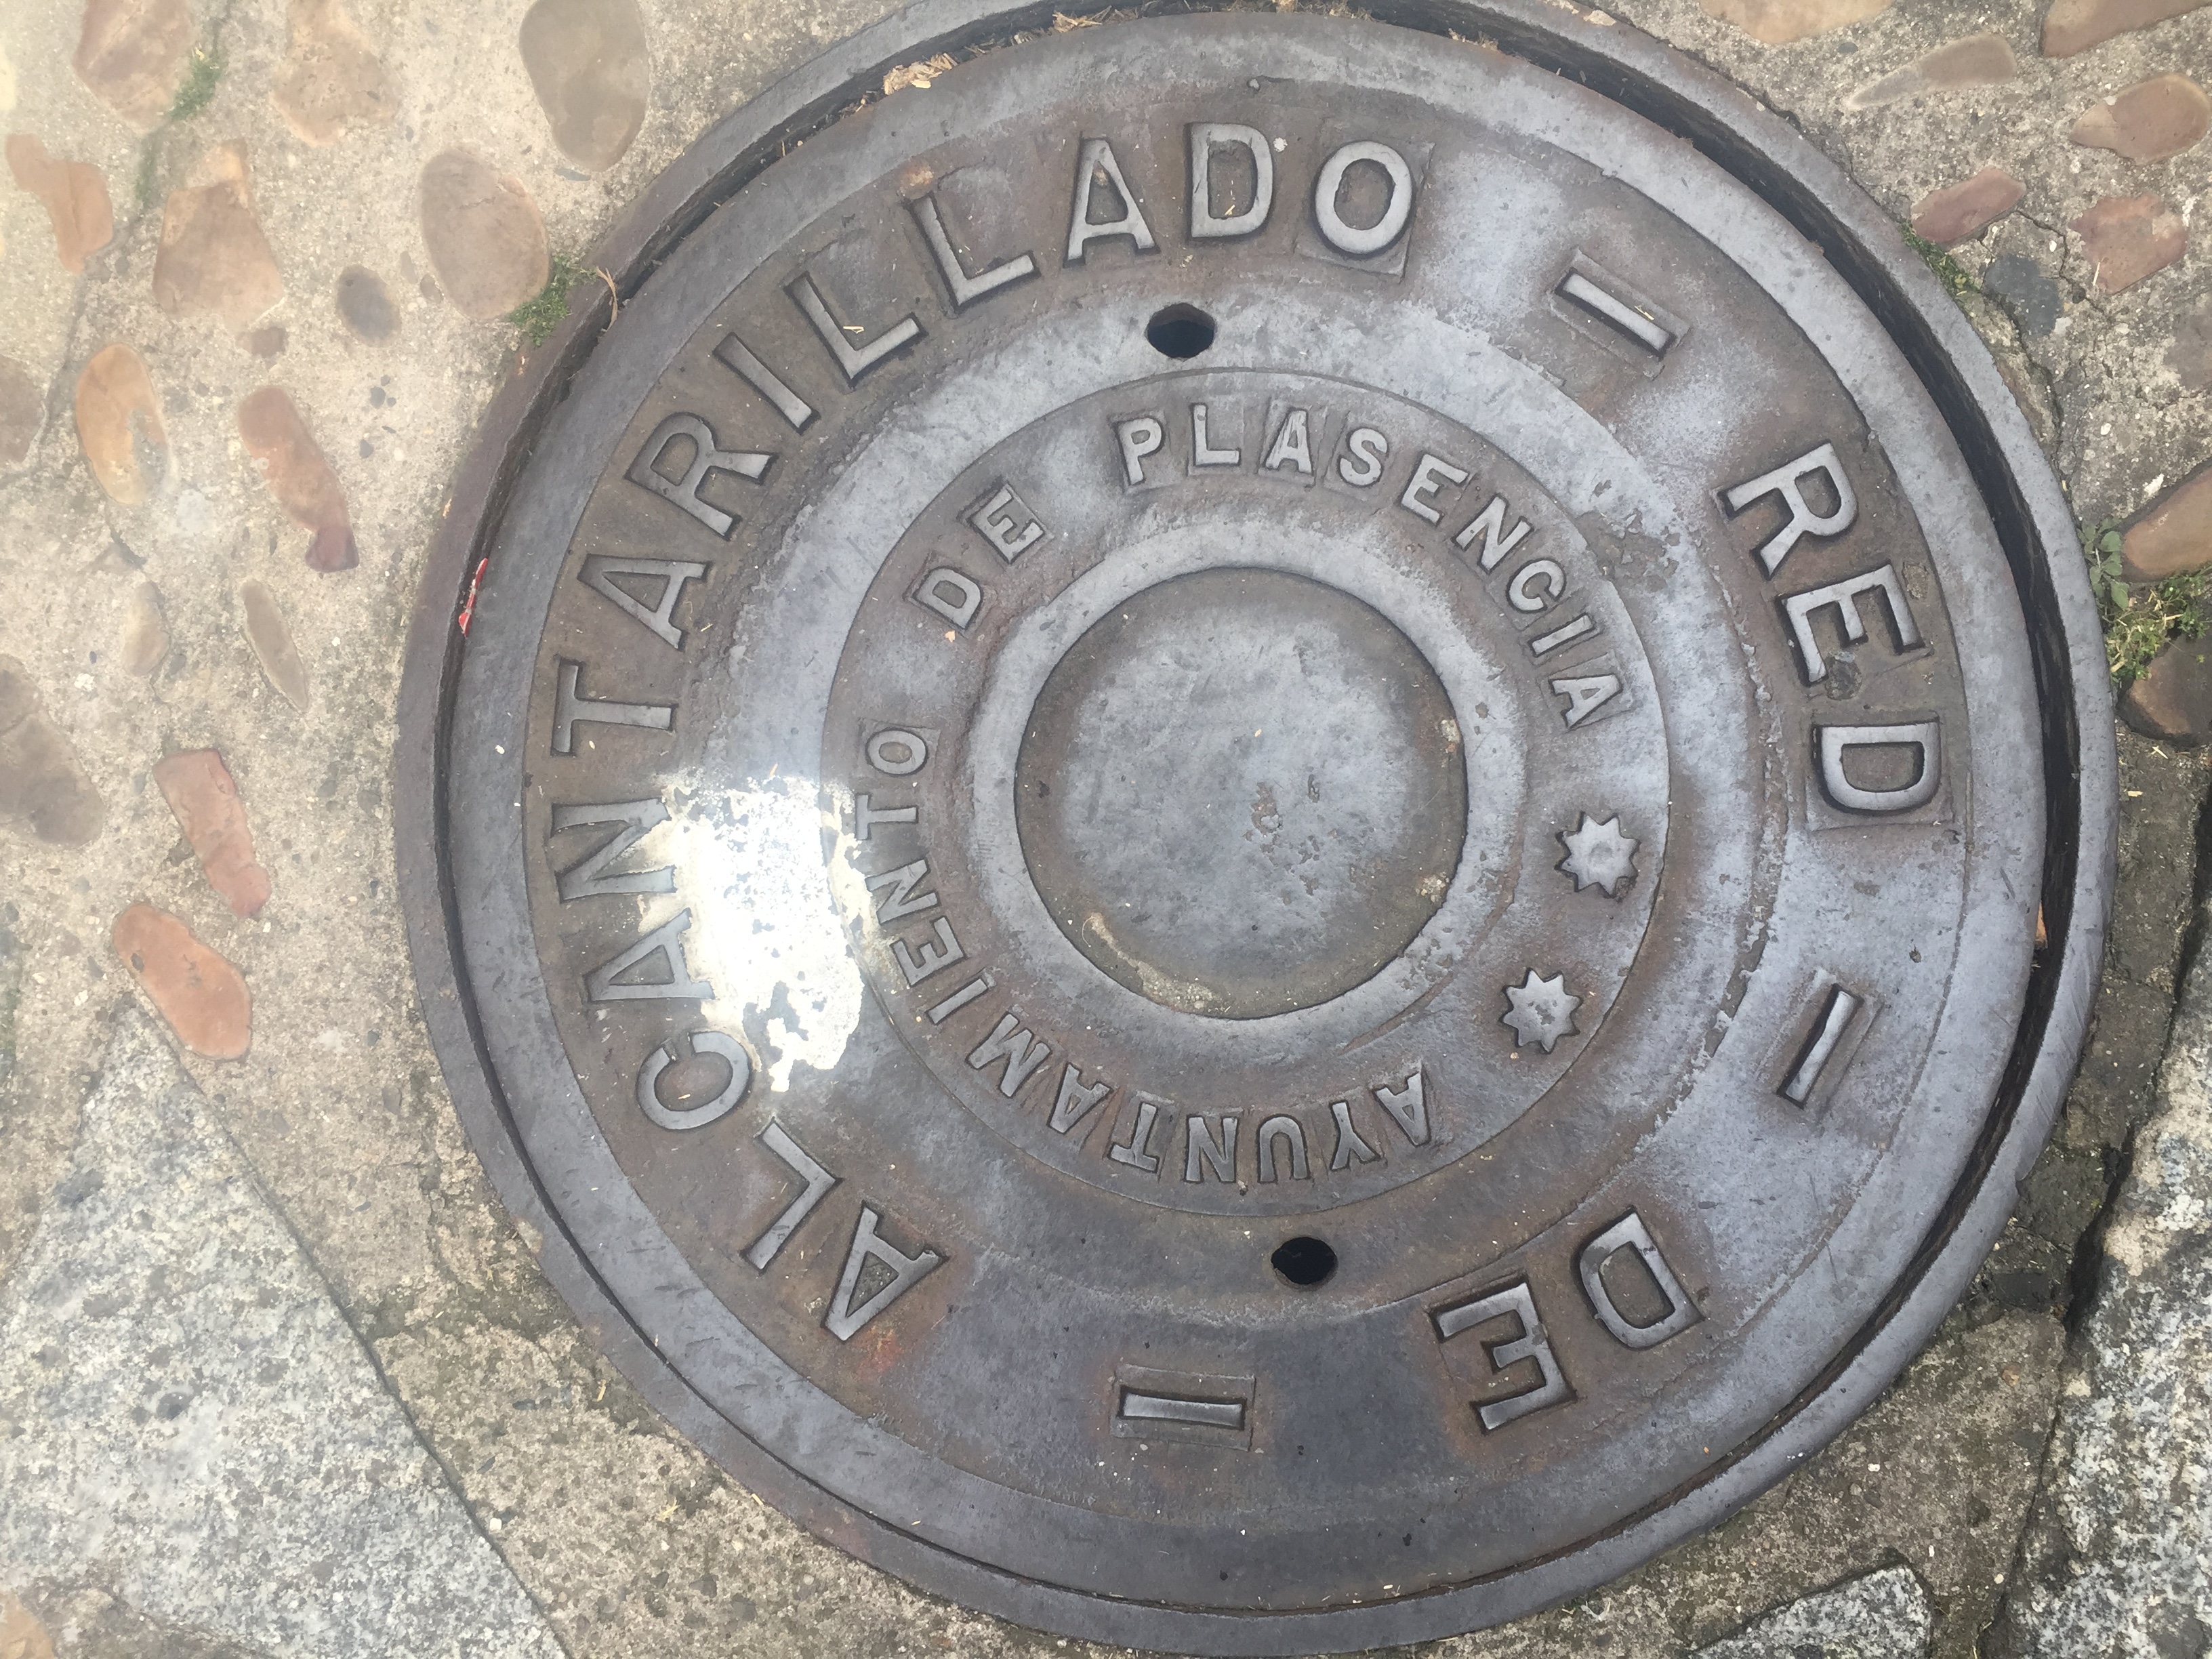 RED - DE - ALCANTARILLADO -
AYUNTAMIENTO DE PLASENCIA